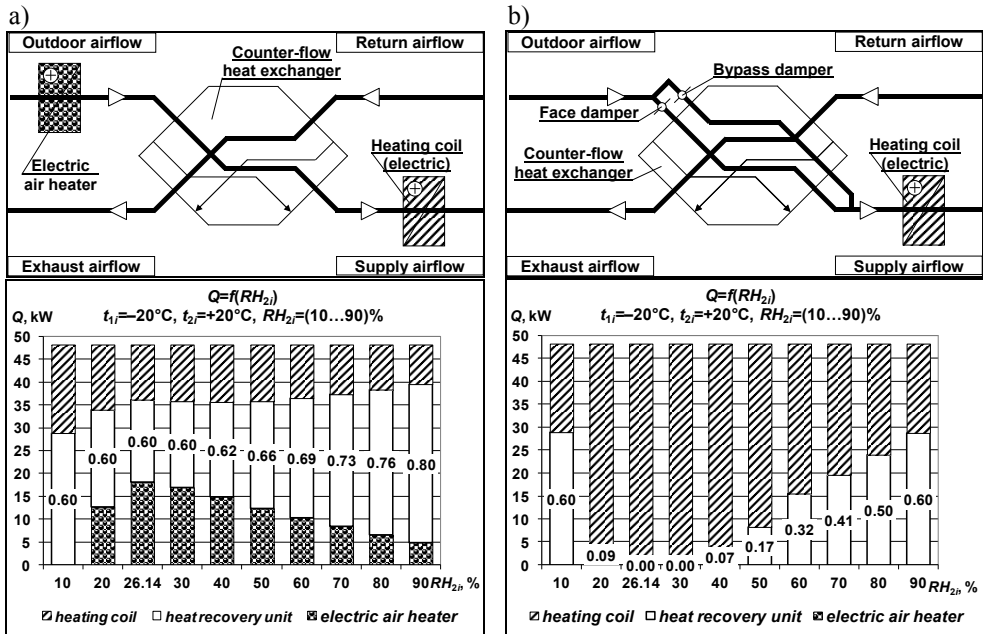 a)
Outdoor airflow
Return airflow
Counter-flow
heat exchanger
Electric
air heater
Heating coil
(electric)
Exhaust airflow
Supply airflow
Q=f(RH2i)
Q, kW
t1i=–20°C, t2i=+20°C, RH2i=(10…90)%
50
45
40
35
30
25
20
15
10
5
0
0.60
0.60
0.60
0.60
0.62
0.66
0.69
0.73
0.76
0.80
10 20 26.14 30 40 50 60 70 80 90 RH2i, %
heating coil heat recovery unit electric air heater
b)
Outdoor airflow
Return airflow
Bypass damper
Face damper
Counter-flow
heat exchanger
Heating coil
(electric)
Exhaust airflow
Supply airflow
Q=f(RH2i)
Q, kW
t1i=–20°C, t2i=+20°C, RH2i=(10…90)%
50
45
40
35
30
25
20
15
10
5
0
0.60
0.09
0.00
0.00
0.07
0.17
0.32
0.41
0.50
0.60
10 20 26.14 30 40 50 60 70 80 90 RH2i, %
heating coil heat recovery unit electric air heater